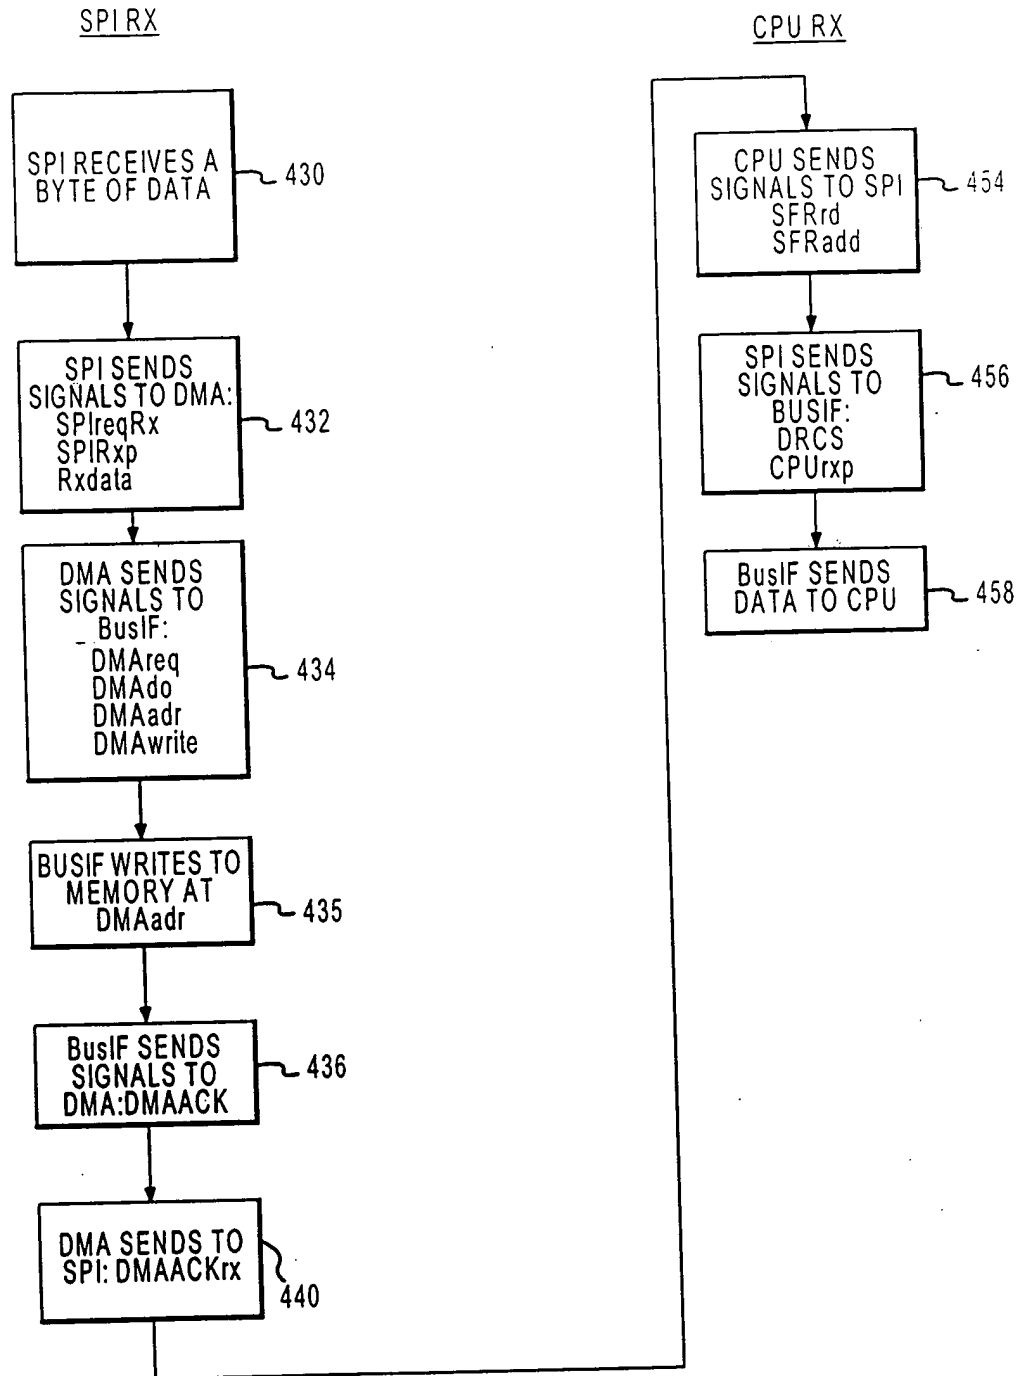 SPI RX
SPI RECEIVES A
BYTE OF DATA
430
SPI SENDS
SIGNALS TO DMA:
SPIreqRx
SPIRxp
Rxdata
432
DMA SENDS
SIGNALS TO
BusIF:
DMAreq
DMAdo
DMAadr
DMAwrite
434
BUSIF WRITES TO
MEMORY AT
DMAadr
435
BusIF SENDS
SIGNALS TO
DMA:DMAACK
436
DMA SENDS TO
SPI: DMAACKrx
440
CPU RX
CPU SENDS
SIGNALS TO SPI
SFRrd
SFRadd
454
SPI SENDS
SIGNALS TO
BUSIF:
DRCS
CPUrxp
456
BusIF SENDS
DATA TO CPU
458